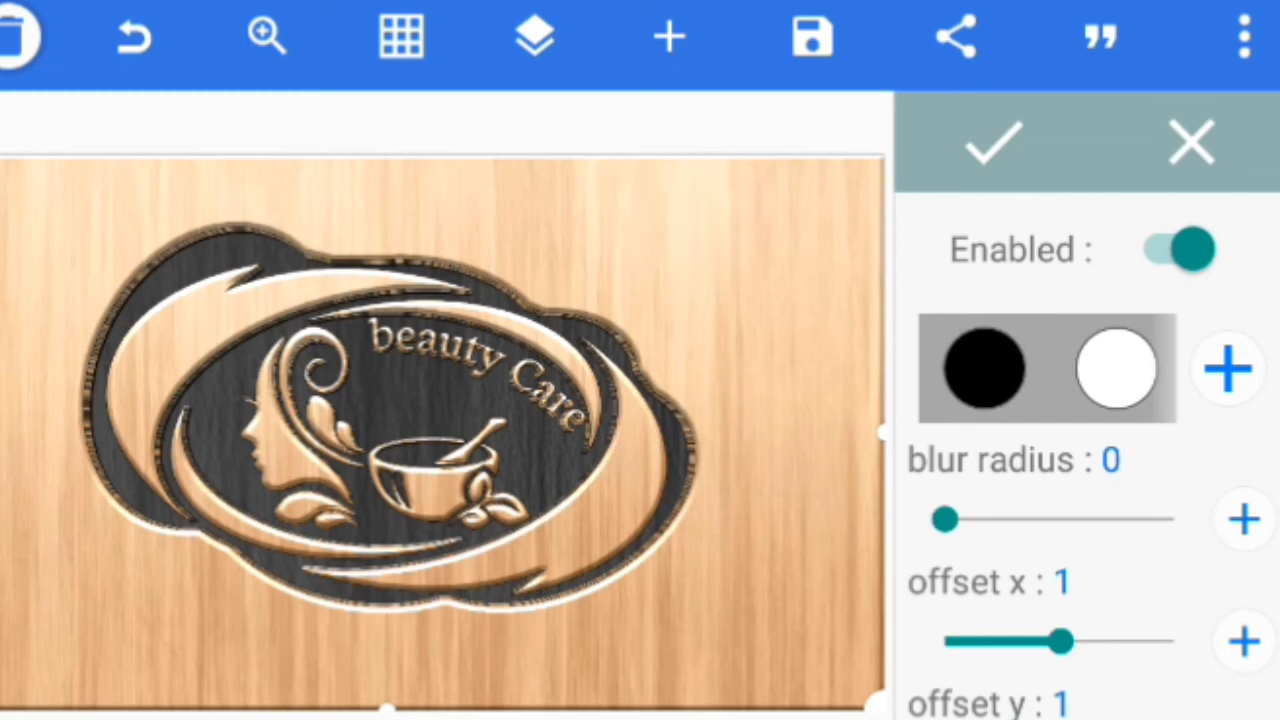 Enabled :
beauty Care
blur radius : 0
offset x : 1
offset y : 1